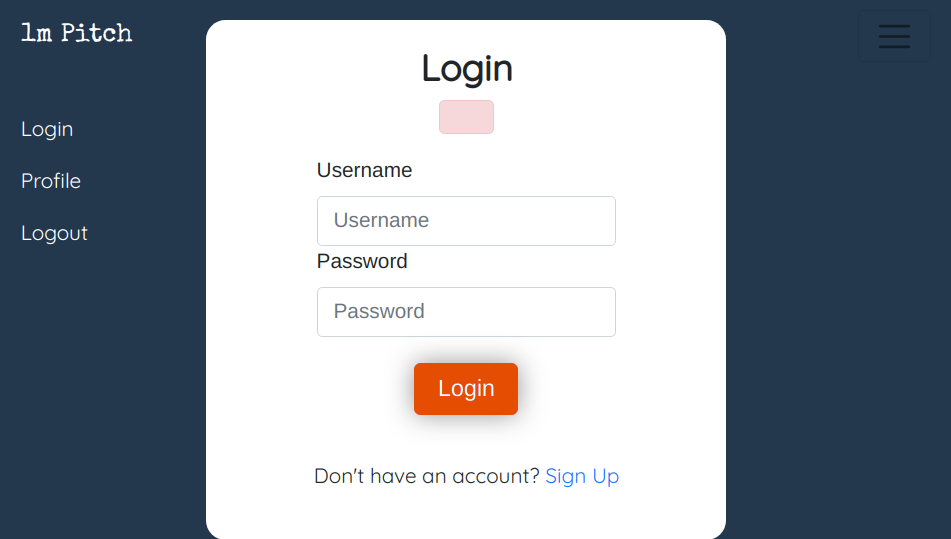 1m Pitch
Login
Profile
Logout
Login
Username
Username
Password
Password
Login
Don't have an account? Sign Up